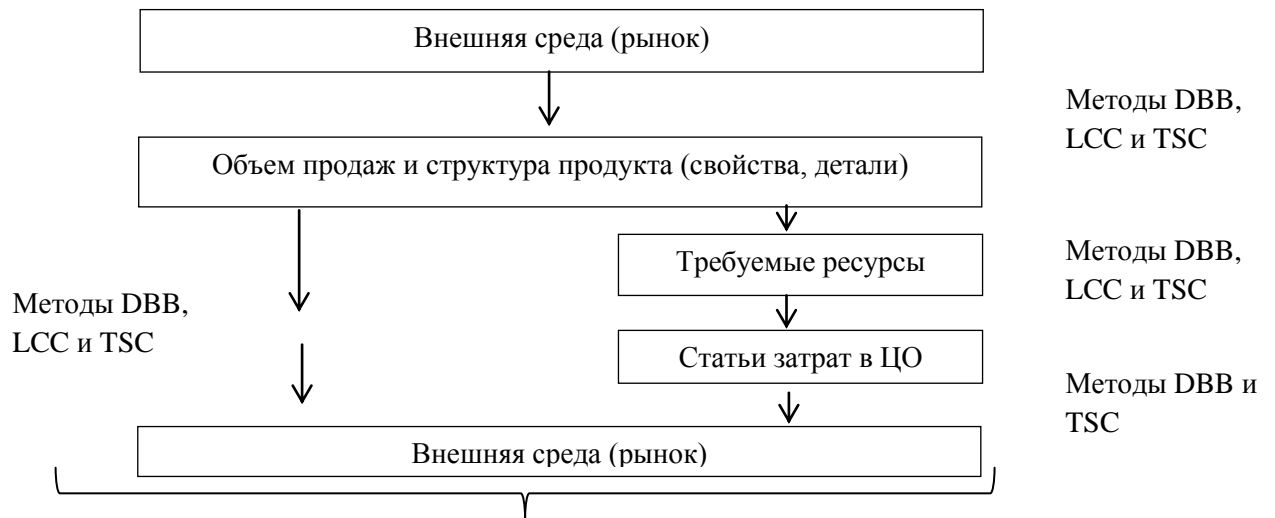 Внешняя среда (рынок)
Методы DBB,
LCC и TSC
Объем продаж и структура продукта (свойства, детали)
Требуемые ресурсы
Методы DBB,
LCC и TSC
Методы DBB,
LCC и TSC
Статьи затрат в ЦО
Методы DBB и
TSC
Внешняя среда (рынок)